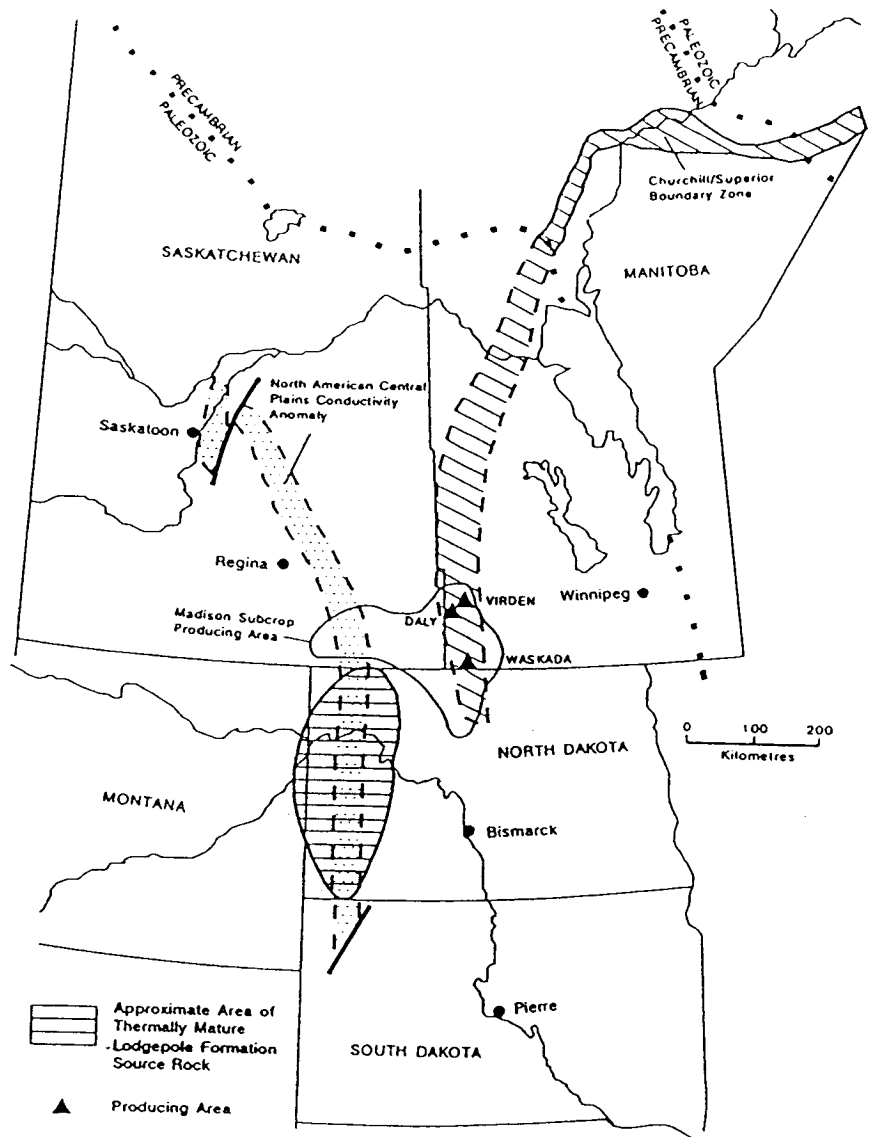 PRECAMBRIAN
PALEOZOIC
PALEOZOIC
PRECAMBRIAN
Churchill/Superior
Boundary Zone
SASKATCHEWAN
MANITOBA
North American Central
Plains Conductivity
Anomaly
Saskatoon
Regina
Winnipeg
Madison Subcrop
Producing Area
VIRDEN
DALY
WASKADA
0 100 200
Kilometres
NORTH DAKOTA
MONTANA
Bismarck
Pierre
SOUTH DAKOTA
Approximate Area of
Thermally Mature
Lodgepole Formation
Source Rock
Producing Area